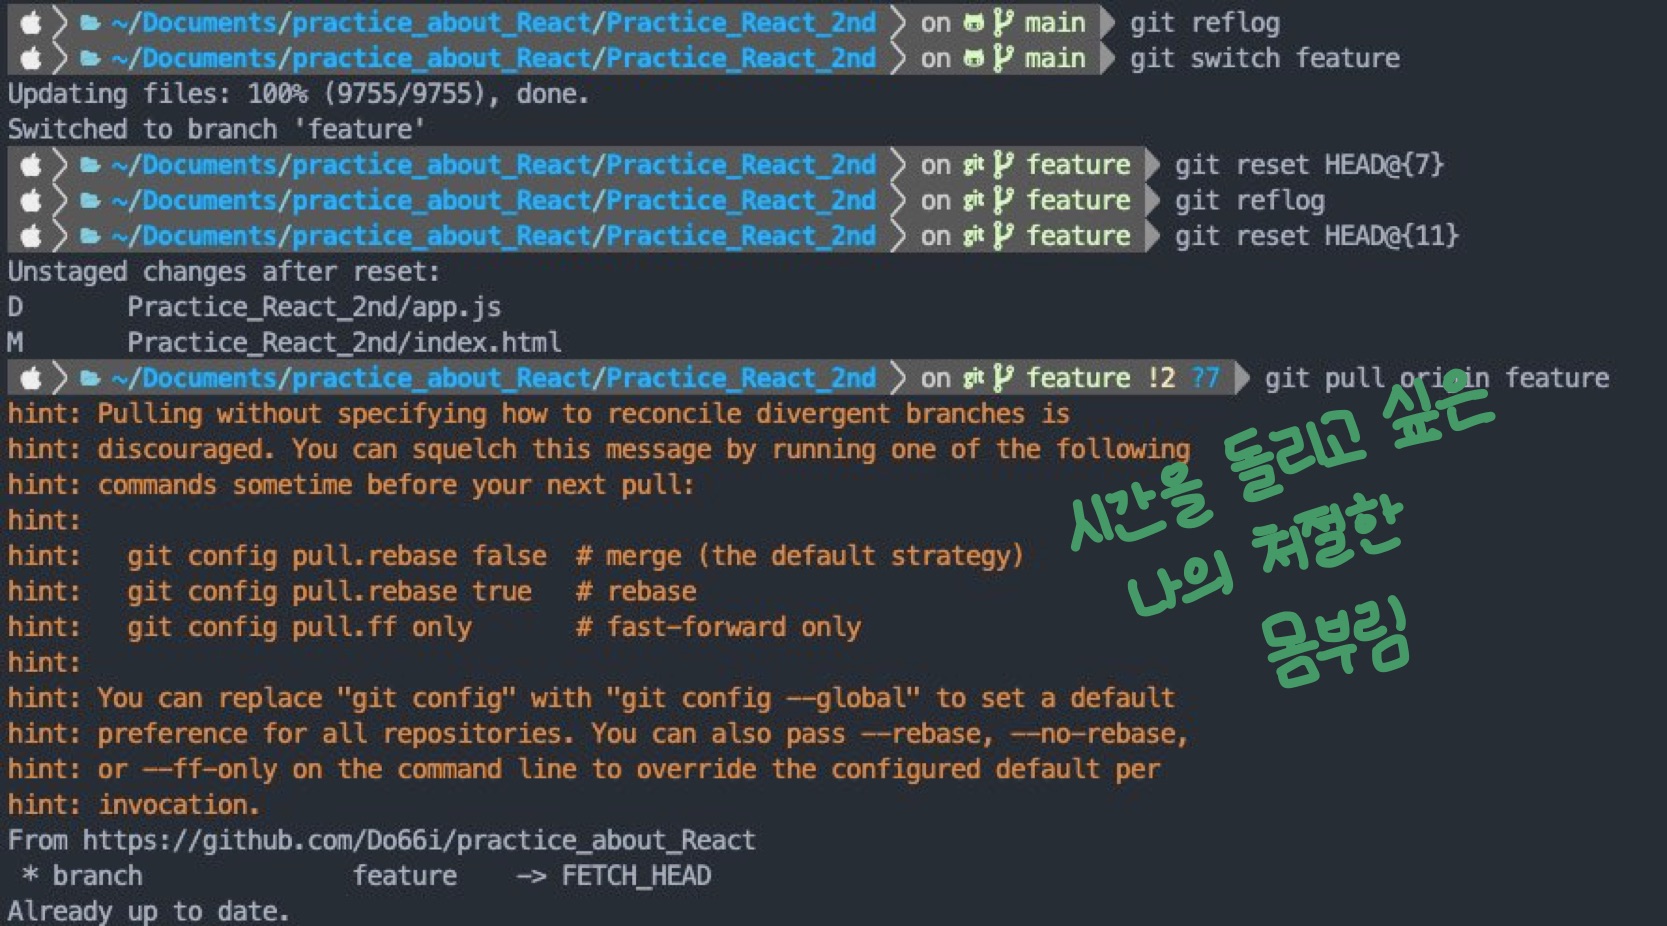 ~/Documents/practice_about_React/Practice_2nd on main git reflog
~/Documents/practice_about_React/Practice_2nd on main git switch feature
Updating files: 100% (9755/9755), done.
Switched to branch 'feature'
~/Documents/practice_about_React/Practice_2nd on git feature git reset HEAD@{7}
~/Documents/practice_about_React/Practice_2nd on git feature git reflog
~/Documents/practice_about_React/Practice_2nd on git feature git reset HEAD@{11}
Unstaged changes after reset:
D Practice_React_2nd/app.js
M Practice_React_2nd/index.html
~/Documents/practice_about_React/Practice_2nd on git feature !2 ?7 git pull origin feature
hint: Pulling without specifying how to reconcile divergent branches is
hint: discouraged. You can squelch this message by running one of the following
hint: commands sometime before your next pull:
hint:
hint: git config pull.rebase false # merge (the default strategy)
hint: git config pull.rebase true # rebase
hint: git config pull.ff only # fast-forward only
hint:
hint: You can replace "git config" with "git config --global" to set a default
hint: preference for all repositories. You can also pass --rebase, --no-rebase,
hint: or --ff-only on the command line to override the configured default per
hint: invocation.
From https://github.com/Do66i/practice_about_React
* branch feature -> FETCH_HEAD
Already up to date.
시간을 돌리고 싶은
나의 처절한
몸부림